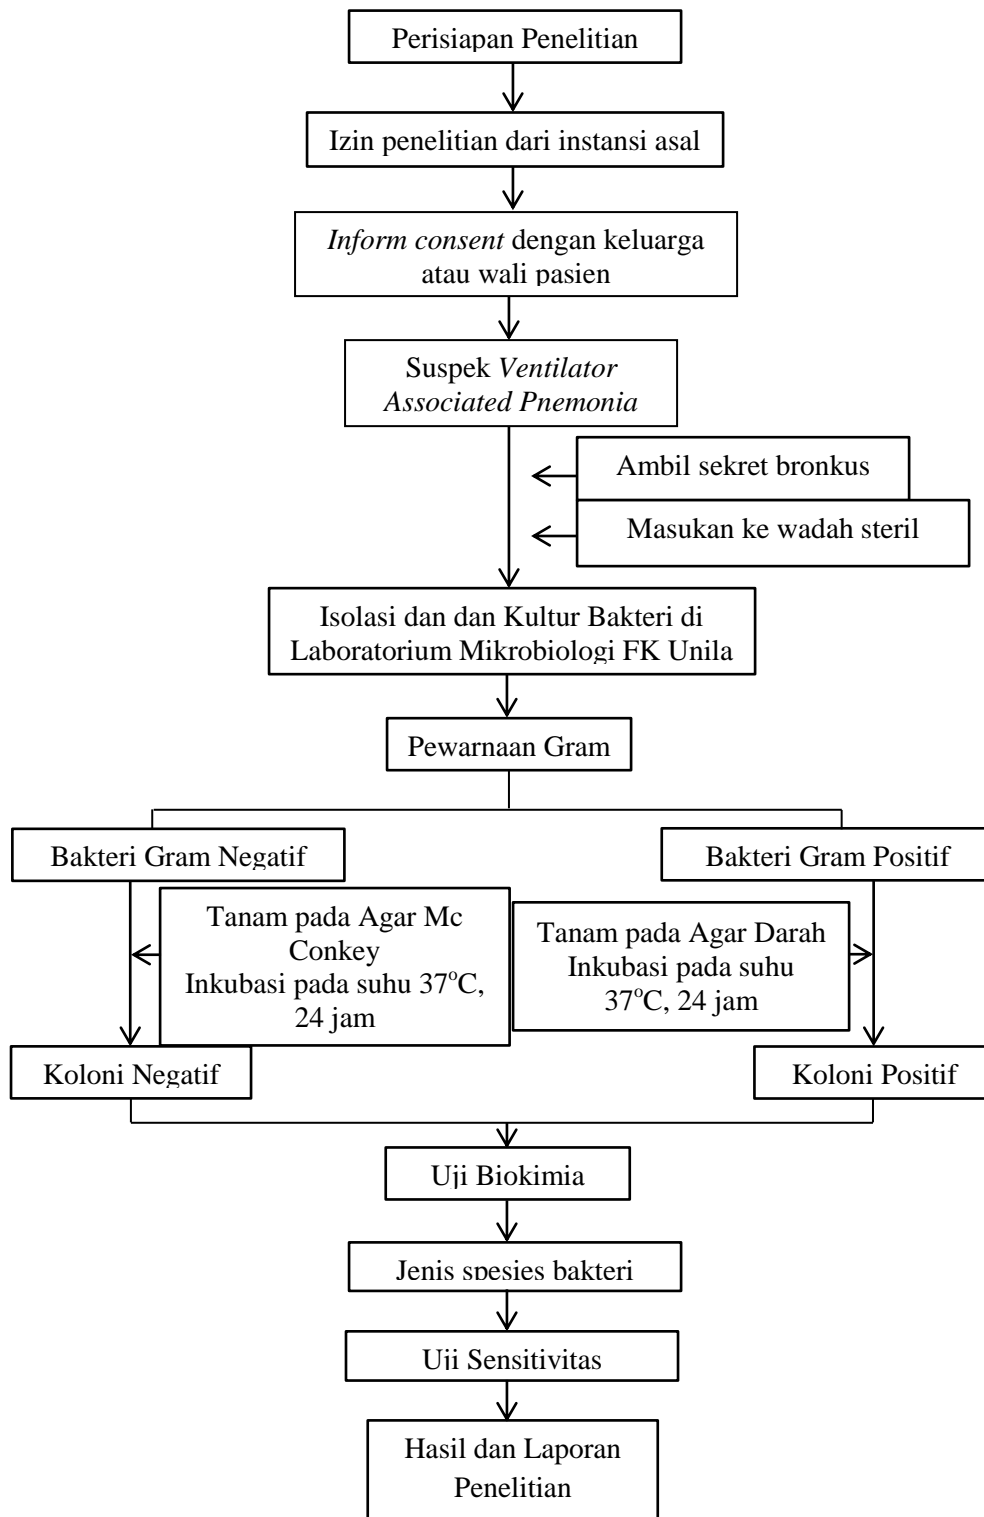 Perisiapan Penelitian
Izin penelitian dari instansi asal
Inform consent dengan keluarga
atau wali pasien
Suspek Ventilator
Associated Pnemonia
Ambil sekret bronkus
Masukan ke wadah steril
Isolasi dan dan Kultur Bakteri di
Laboratorium Mikrobiologi FK Unila
Pewarnaan Gram
Bakteri Gram Negatif
Bakteri Gram Positif
Tanam pada Agar Mc
Conkey
Inkubasi pada suhu 37°C,
24 jam
Tanam pada Agar Darah
Inkubasi pada suhu
37°C, 24 jam
Koloni Negatif
Koloni Positif
Uji Biokimia
Jenis spesies bakteri
Uji Sensitivitas
Hasil dan Laporan
Penelitian